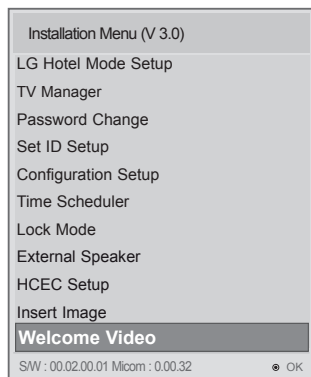 Installation Menu (V 3.0)
LG Hotel Mode Setup
TV Manager
Password Change
Set ID Setup
Configuration Setup
Time Scheduler
Lock Mode
External Speaker
HCEC Setup
Insert Image
Welcome Video
S/W : 00.02.00.01 Micom : 0.00.32 ◉ OK